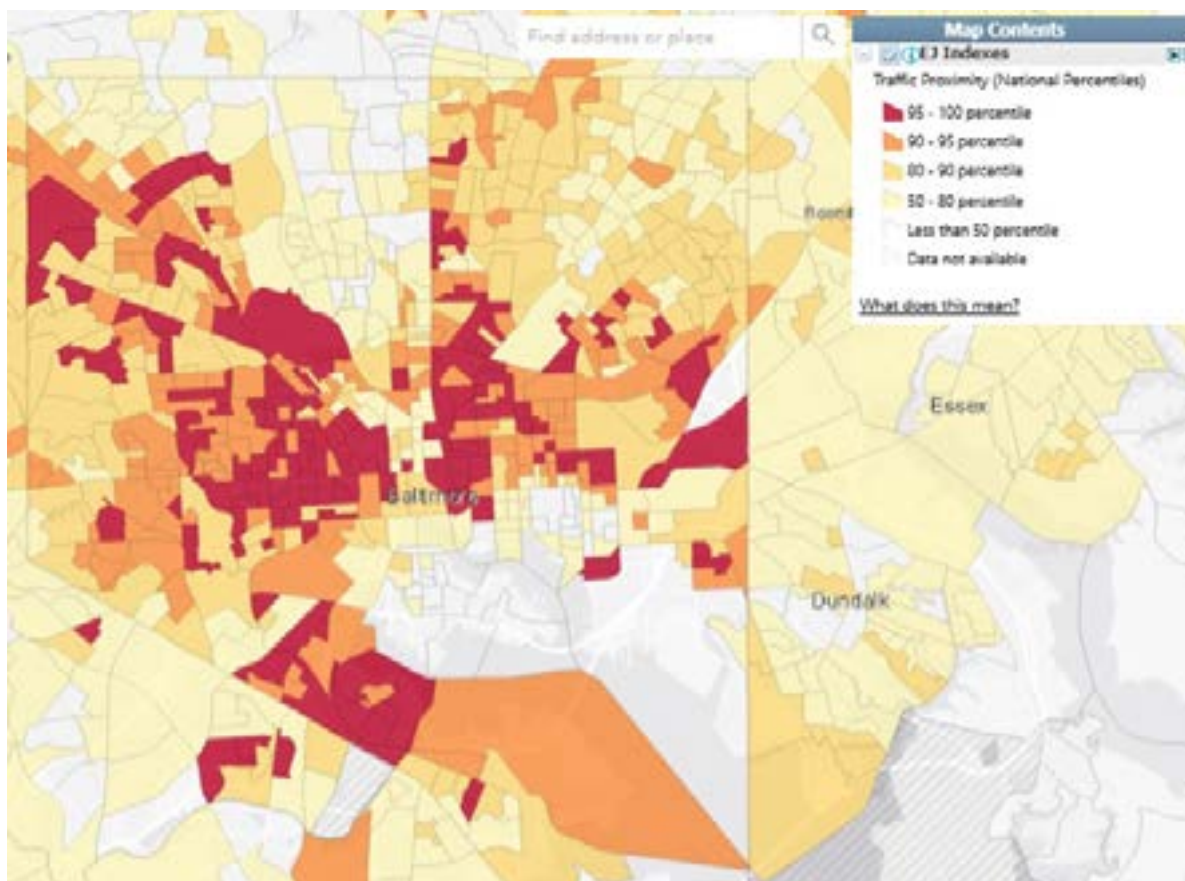 Find address or place
Map Contents
EJ Indexes
Traffic Proximity (National Percentiles)
95 - 100 percentile
90 - 95 percentile
80 - 90 percentile
50 - 80 percentile
Less than 50 percentile
Data not available
What does this mean?
Essex
Baltimore
Dundalk